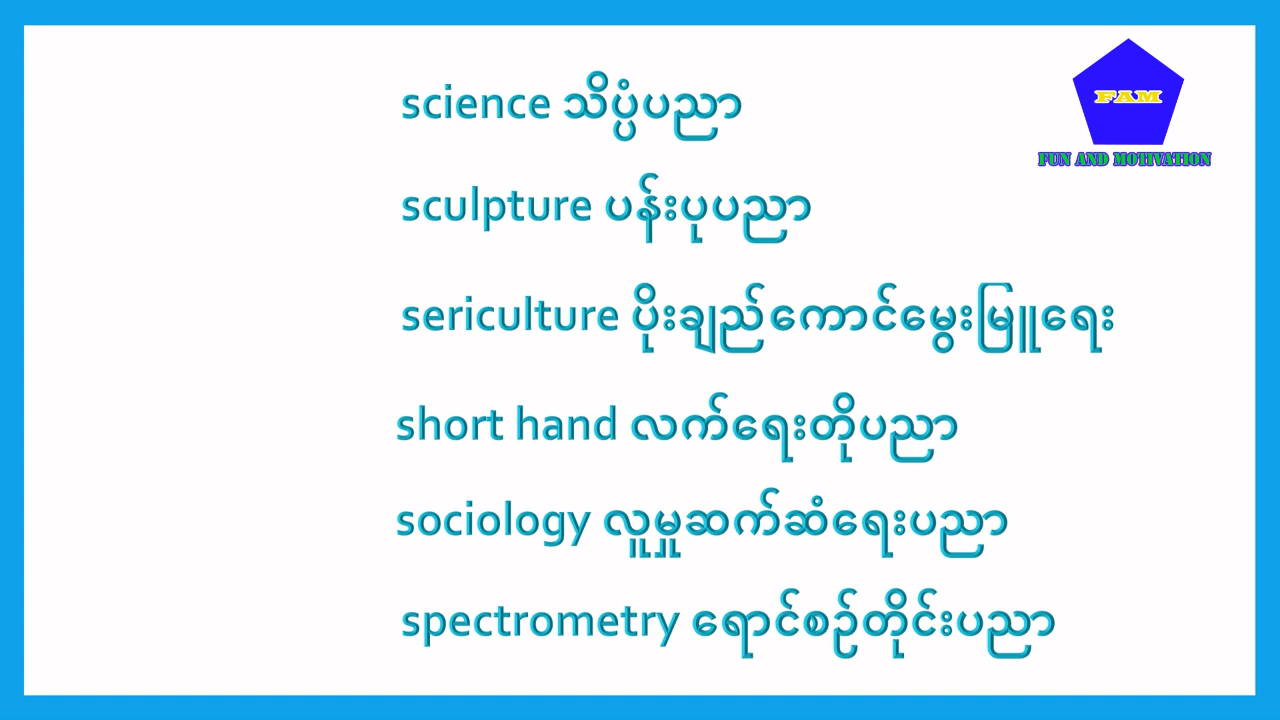 science သိပ္ပံပညာ
FAM
FUN AND MOTIVATION
sculpture ပန်းပုပညာ
sericulture ပိုးချည်ကောင်မွေးမြူရေး
short hand လက်ရေးတိုပညာ
sociology လူမှုဆက်ဆံရေးပညာ
spectrometry ရောင်စဉ်တိုင်းပညာ